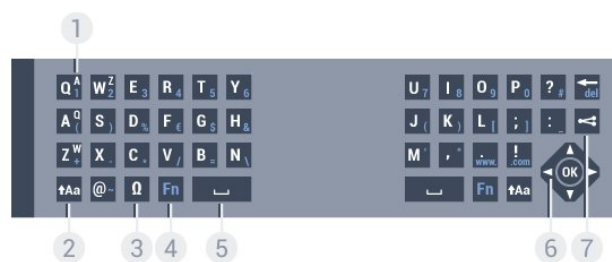 1
Q A 1 W Z 2 E 3 R 4 T 5 Y 6 U 7 I 8 O 9 P 0 ? # del
A Q ( S ) D % F € G $ H & J ( K ) L [ ; ] : _
Z W + X - C * V / B = N \ M ' , " . www. ! .com
Aa @ ~ Ω Fn Fn Aa OK
2 3 4 5 6 7